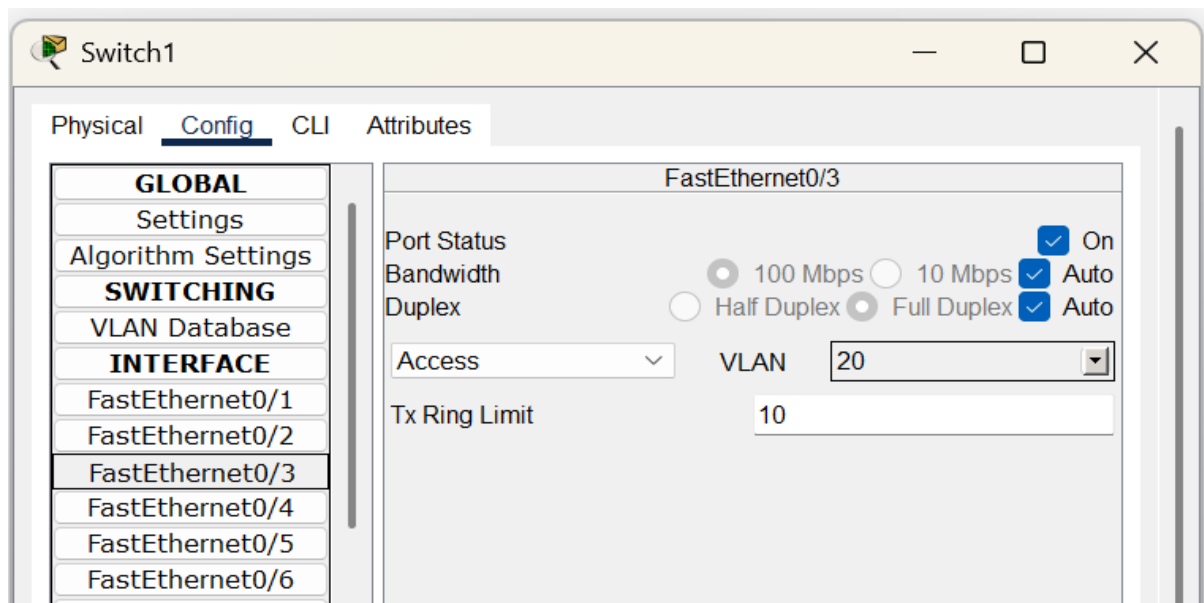 Switch1
Physical Config CLI Attributes
GLOBAL
Settings
Algorithm Settings
SWITCHING
VLAN Database
INTERFACE
FastEthernet0/1
FastEthernet0/2
FastEthernet0/3
FastEthernet0/4
FastEthernet0/5
FastEthernet0/6
FastEthernet0/3
Port Status On
Bandwidth 100 Mbps 10 Mbps Auto
Duplex Half Duplex Full Duplex Auto
Access VLAN 20
Tx Ring Limit 10